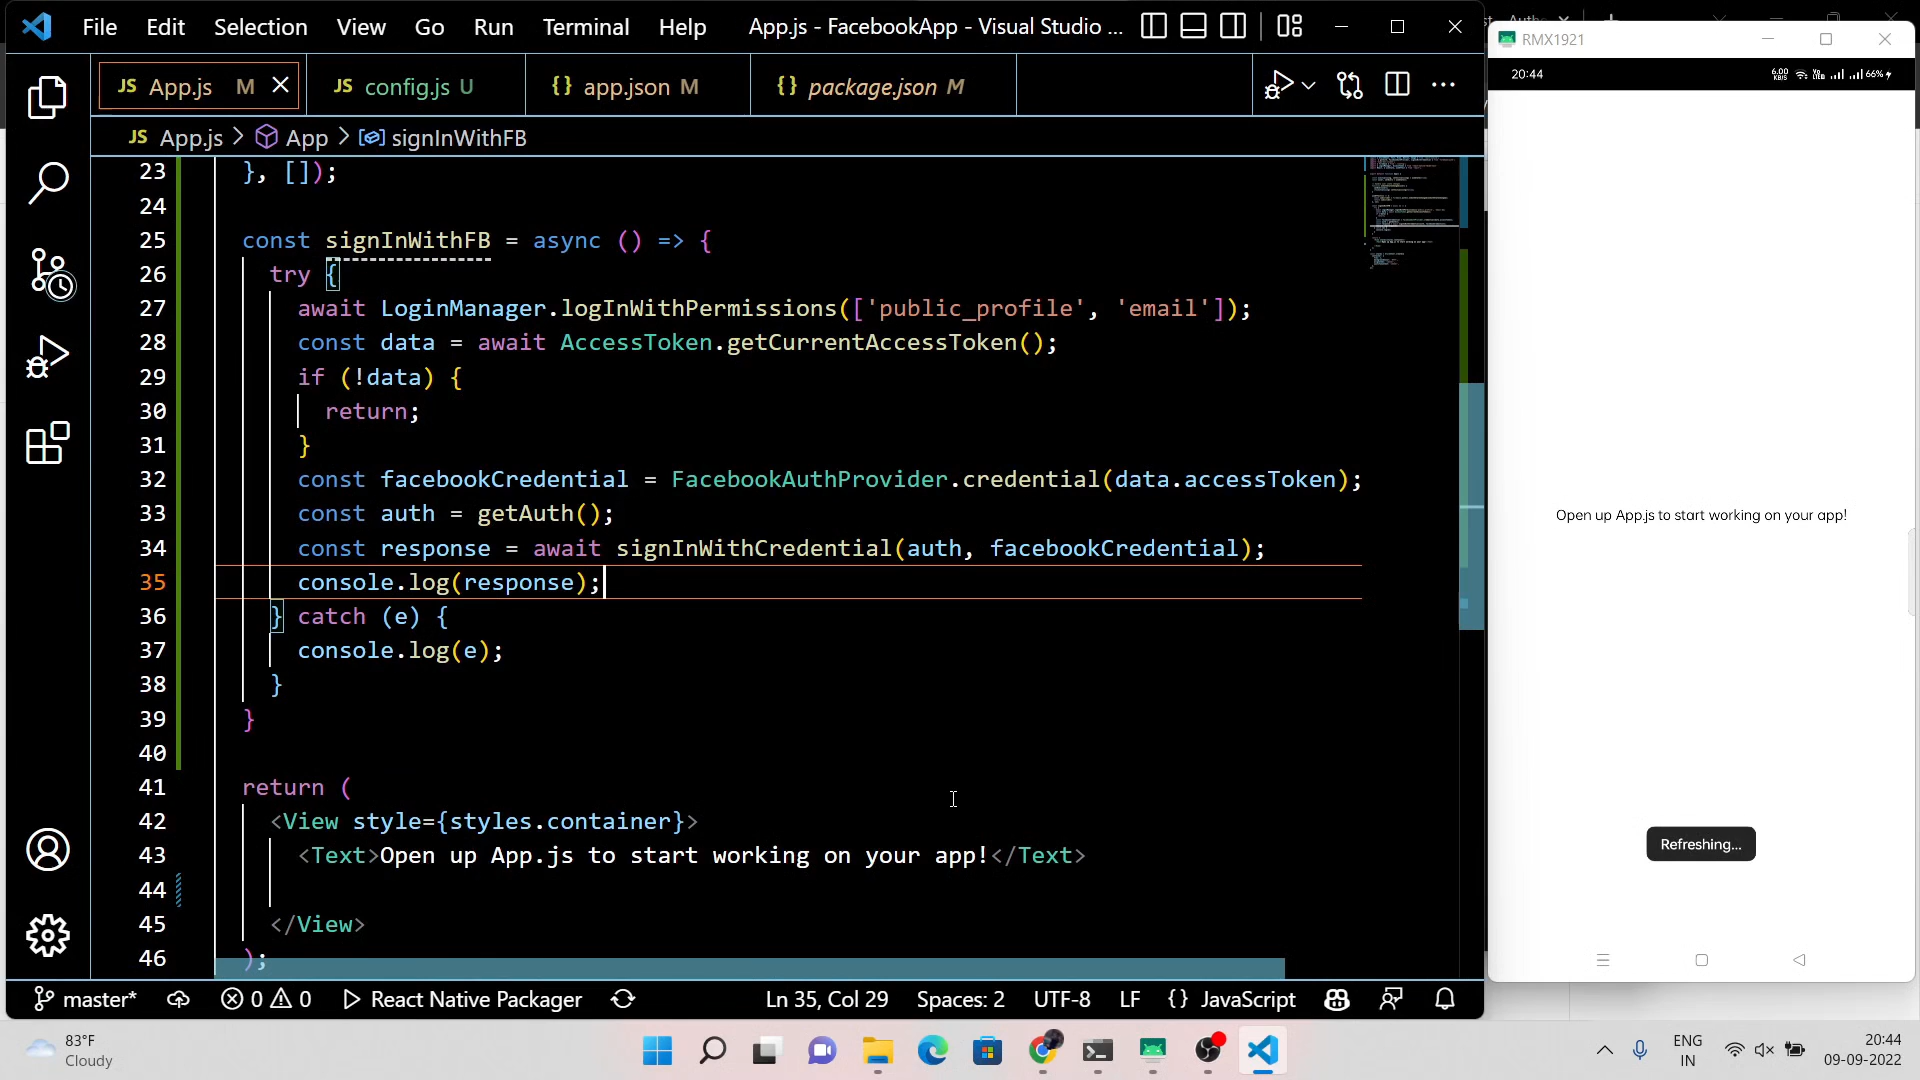 File Edit Selection View Go Run Terminal Help App.js - FacebookApp - Visual Studio ...
RMX1921
JS App.js M
JS config.js U
{} app.json M
{} package.json M
20:44
66%
JS App.js > App > signInWithFB
23 }, []);
24
25 const signInWithFB = async () => {
26 try {
27 await LoginManager.logInWithPermissions(['public_profile', 'email']);
28 const data = await AccessToken.getCurrentAccessToken();
29 if (!data) {
30 return;
31 }
32 const facebookCredential = FacebookAuthProvider.credential(data.accessToken);
33 const auth = getAuth();
34 const response = await signInWithCredential(auth, facebookCredential);
35 console.log(response);
36 } catch (e) {
37 console.log(e);
38 }
39 }
40
41 return (
42 <View style={styles.container}>
43 <Text>Open up App.js to start working on your app!</Text>
44
45 </View>
46 );
Open up App.js to start working on your app!
Refreshing...
master* 0 0 React Native Packager Ln 35, Col 29 Spaces: 2 UTF-8 LF {} JavaScript
83°F
Cloudy
ENG
IN
20:44
09-09-2022